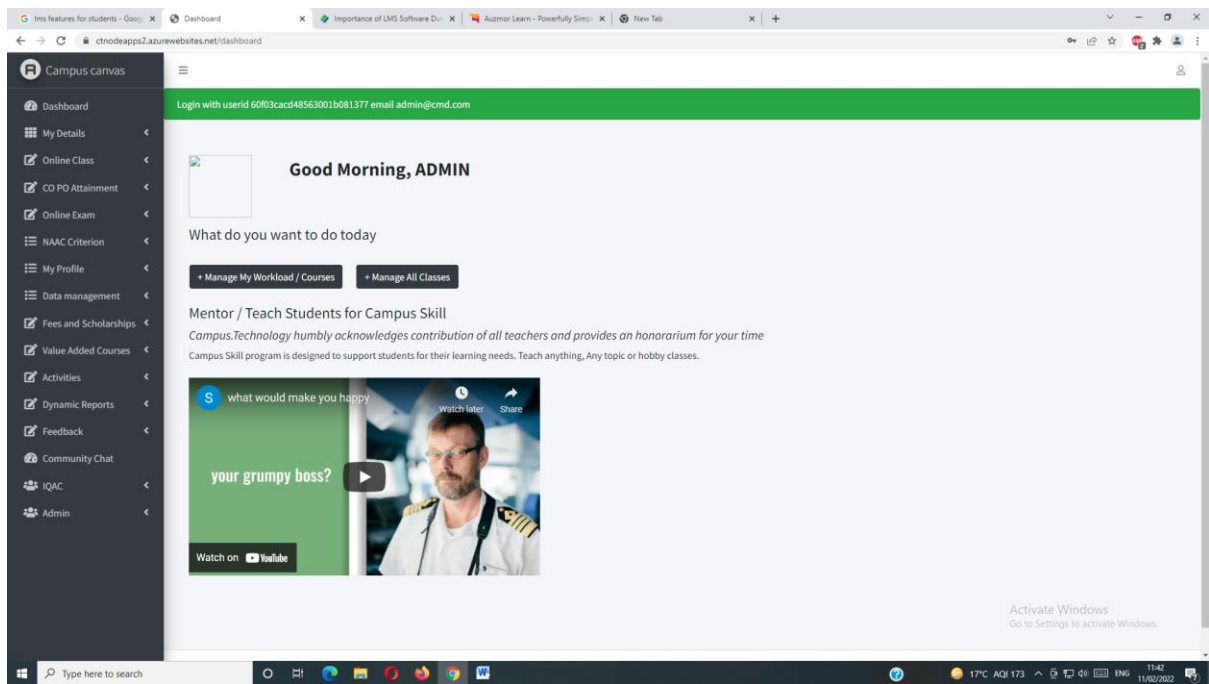 lms features for students - Goog
Dashboard
Importance of LMS Software Du
Auzmor Learn - Powerfully Simp
New Tab
ctnodeapps2.azurewebsites.net/dashboard
Campus canvas
Login with userid 60f03cacd48563001b081377 email admin@cmd.com
Dashboard
My Details
Online Class
CO PO Attainment
Online Exam
NAAC Criterion
My Profile
Data management
Fees and Scholarships
Value Added Courses
Activities
Dynamic Reports
Feedback
Community Chat
IQAC
Admin
Good Morning, ADMIN
What do you want to do today
+ Manage My Workload / Courses
+ Manage All Classes
Mentor / Teach Students for Campus Skill
Campus.Technology humbly acknowledges contribution of all teachers and provides an honorarium for your time
Campus Skill program is designed to support students for their learning needs. Teach anything, Any topic or hobby classes.
S what would make you happy
Watch later
Share
your grumpy boss?
Watch on YouTube
Activate Windows
Go to Settings to activate Windows.
Type here to search
17°C AQI 173
ENG
11:42
11/02/2022